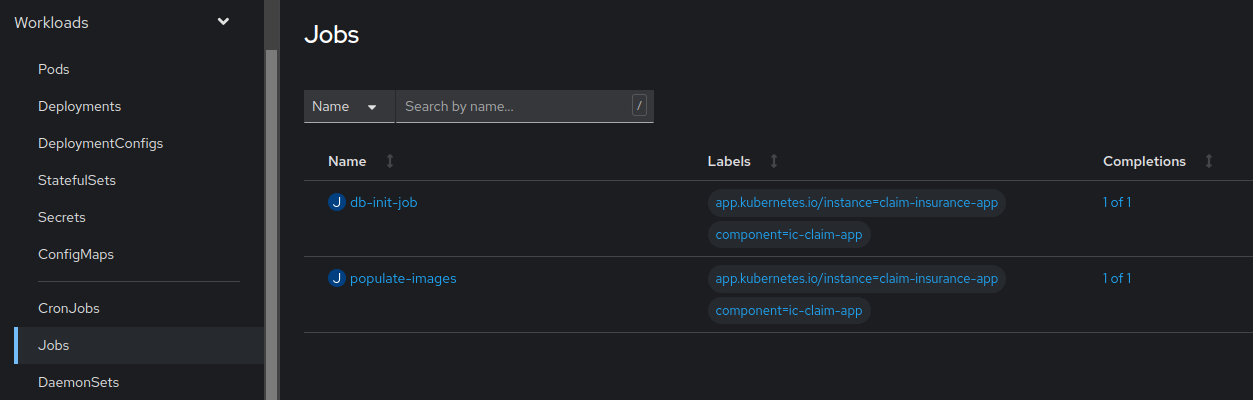 Workloads
Pods
Deployments
DeploymentConfigs
StatefulSets
Secrets
ConfigMaps
CronJobs
Jobs
DaemonSets
Jobs
Name Search by name... /
Name Labels Completions
J db-init-job app.kubernetes.io/instance=claim-insurance-app 1 of 1
component=ic-claim-app
J populate-images app.kubernetes.io/instance=claim-insurance-app 1 of 1
component=ic-claim-app